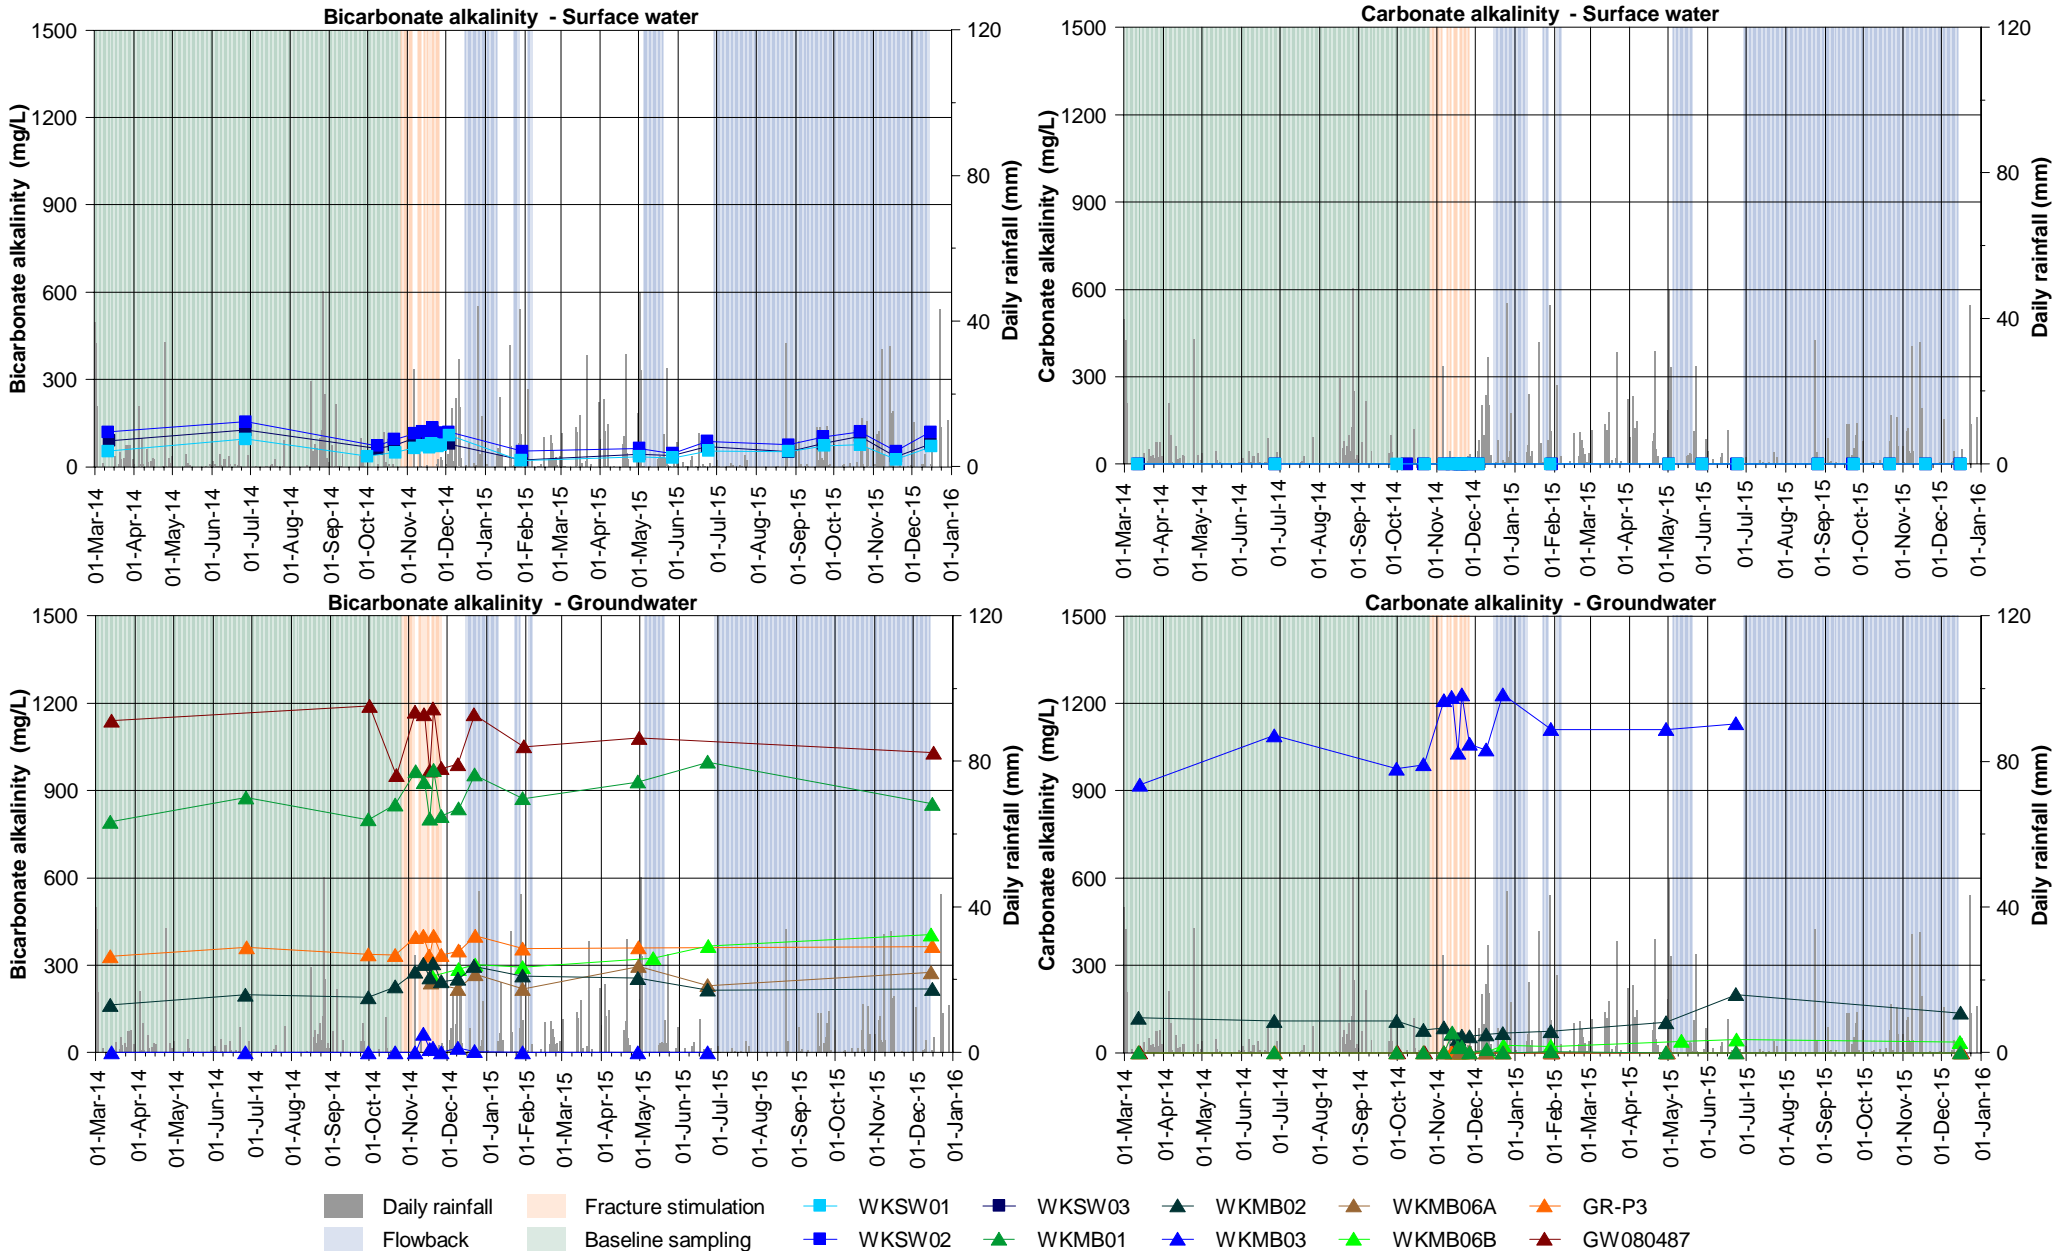 Bicarbonate alkalinity - Surface water
Bicarbonate alkalinity (mg/L)
1500
1200
900
600
300
0
120
80
40
0
Daily rainfall (mm)
01-Mar-14
01-Apr-14
01-May-14
01-Jun-14
01-Jul-14
01-Aug-14
01-Sep-14
01-Oct-14
01-Nov-14
01-Dec-14
01-Jan-15
01-Feb-15
01-Mar-15
01-Apr-15
01-May-15
01-Jun-15
01-Jul-15
01-Aug-15
01-Sep-15
01-Oct-15
01-Nov-15
01-Dec-15
01-Jan-16
Carbonate alkalinity - Surface water
Carbonate alkalinity (mg/L)
1500
1200
900
600
300
0
120
80
40
0
Daily rainfall (mm)
01-Mar-14
01-Apr-14
01-May-14
01-Jun-14
01-Jul-14
01-Aug-14
01-Sep-14
01-Oct-14
01-Nov-14
01-Dec-14
01-Jan-15
01-Feb-15
01-Mar-15
01-Apr-15
01-May-15
01-Jun-15
01-Jul-15
01-Aug-15
01-Sep-15
01-Oct-15
01-Nov-15
01-Dec-15
01-Jan-16
Bicarbonate alkalinity - Groundwater
Bicarbonate alkalinity (mg/L)
1500
1200
900
600
300
0
120
80
40
0
Daily rainfall (mm)
01-Mar-14
01-Apr-14
01-May-14
01-Jun-14
01-Jul-14
01-Aug-14
01-Sep-14
01-Oct-14
01-Nov-14
01-Dec-14
01-Jan-15
01-Feb-15
01-Mar-15
01-Apr-15
01-May-15
01-Jun-15
01-Jul-15
01-Aug-15
01-Sep-15
01-Oct-15
01-Nov-15
01-Dec-15
01-Jan-16
Carbonate alkalinity - Groundwater
Carbonate alkalinity (mg/L)
1500
1200
900
600
300
0
120
80
40
0
Daily rainfall (mm)
01-Mar-14
01-Apr-14
01-May-14
01-Jun-14
01-Jul-14
01-Aug-14
01-Sep-14
01-Oct-14
01-Nov-14
01-Dec-14
01-Jan-15
01-Feb-15
01-Mar-15
01-Apr-15
01-May-15
01-Jun-15
01-Jul-15
01-Aug-15
01-Sep-15
01-Oct-15
01-Nov-15
01-Dec-15
01-Jan-16
Daily rainfall Fracture stimulation WKSW01 WKSW03 WKMB02 WKMB06A GR-P3
Flowback Baseline sampling WKSW02 WKMB01 WKMB03 WKMB06B GW080487